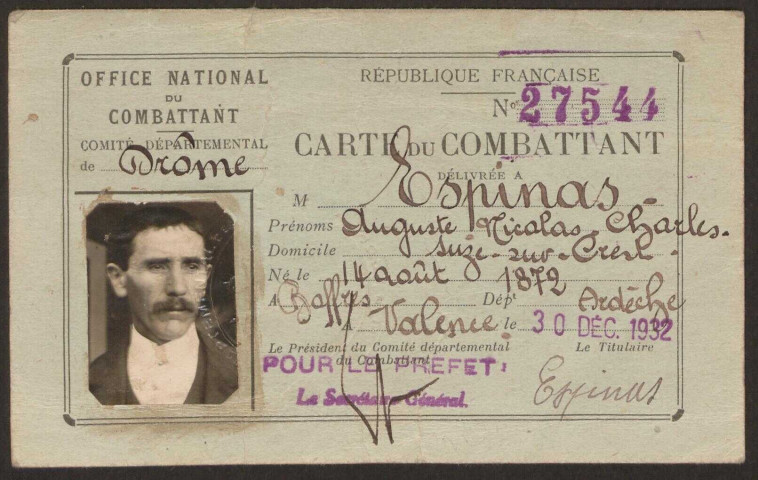 OFFICE NATIONAL
DU
COMBATTANT
COMITÉ DÉPARTEMENTAL
de Drôme
RÉPUBLIQUE FRANÇAISE
No 27544
CARTE DU COMBATTANT
DÉLIVRÉE A
M Espinas
Prénoms Auguste Nicolas Charles
Domicile Suze-sur-Crest
Né le 14 août 1872
A Dépt Ardèche
A Valence le 30 DÉC. 1932
Le Président du Comité départemental
du Combattant
Le Titulaire
POUR LE PRÉFET:
Le Secrétaire Général.
Espinas